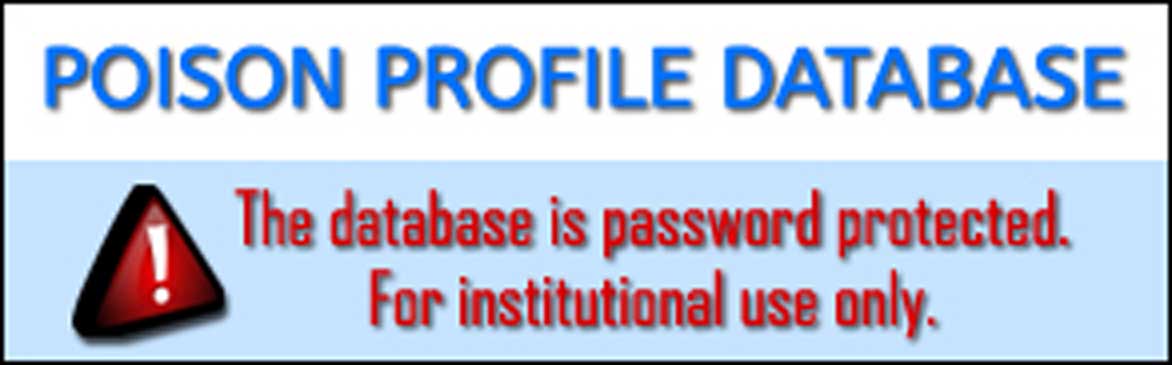 POISON PROFILE DATABASE
The database is password protected.
For institutional use only.